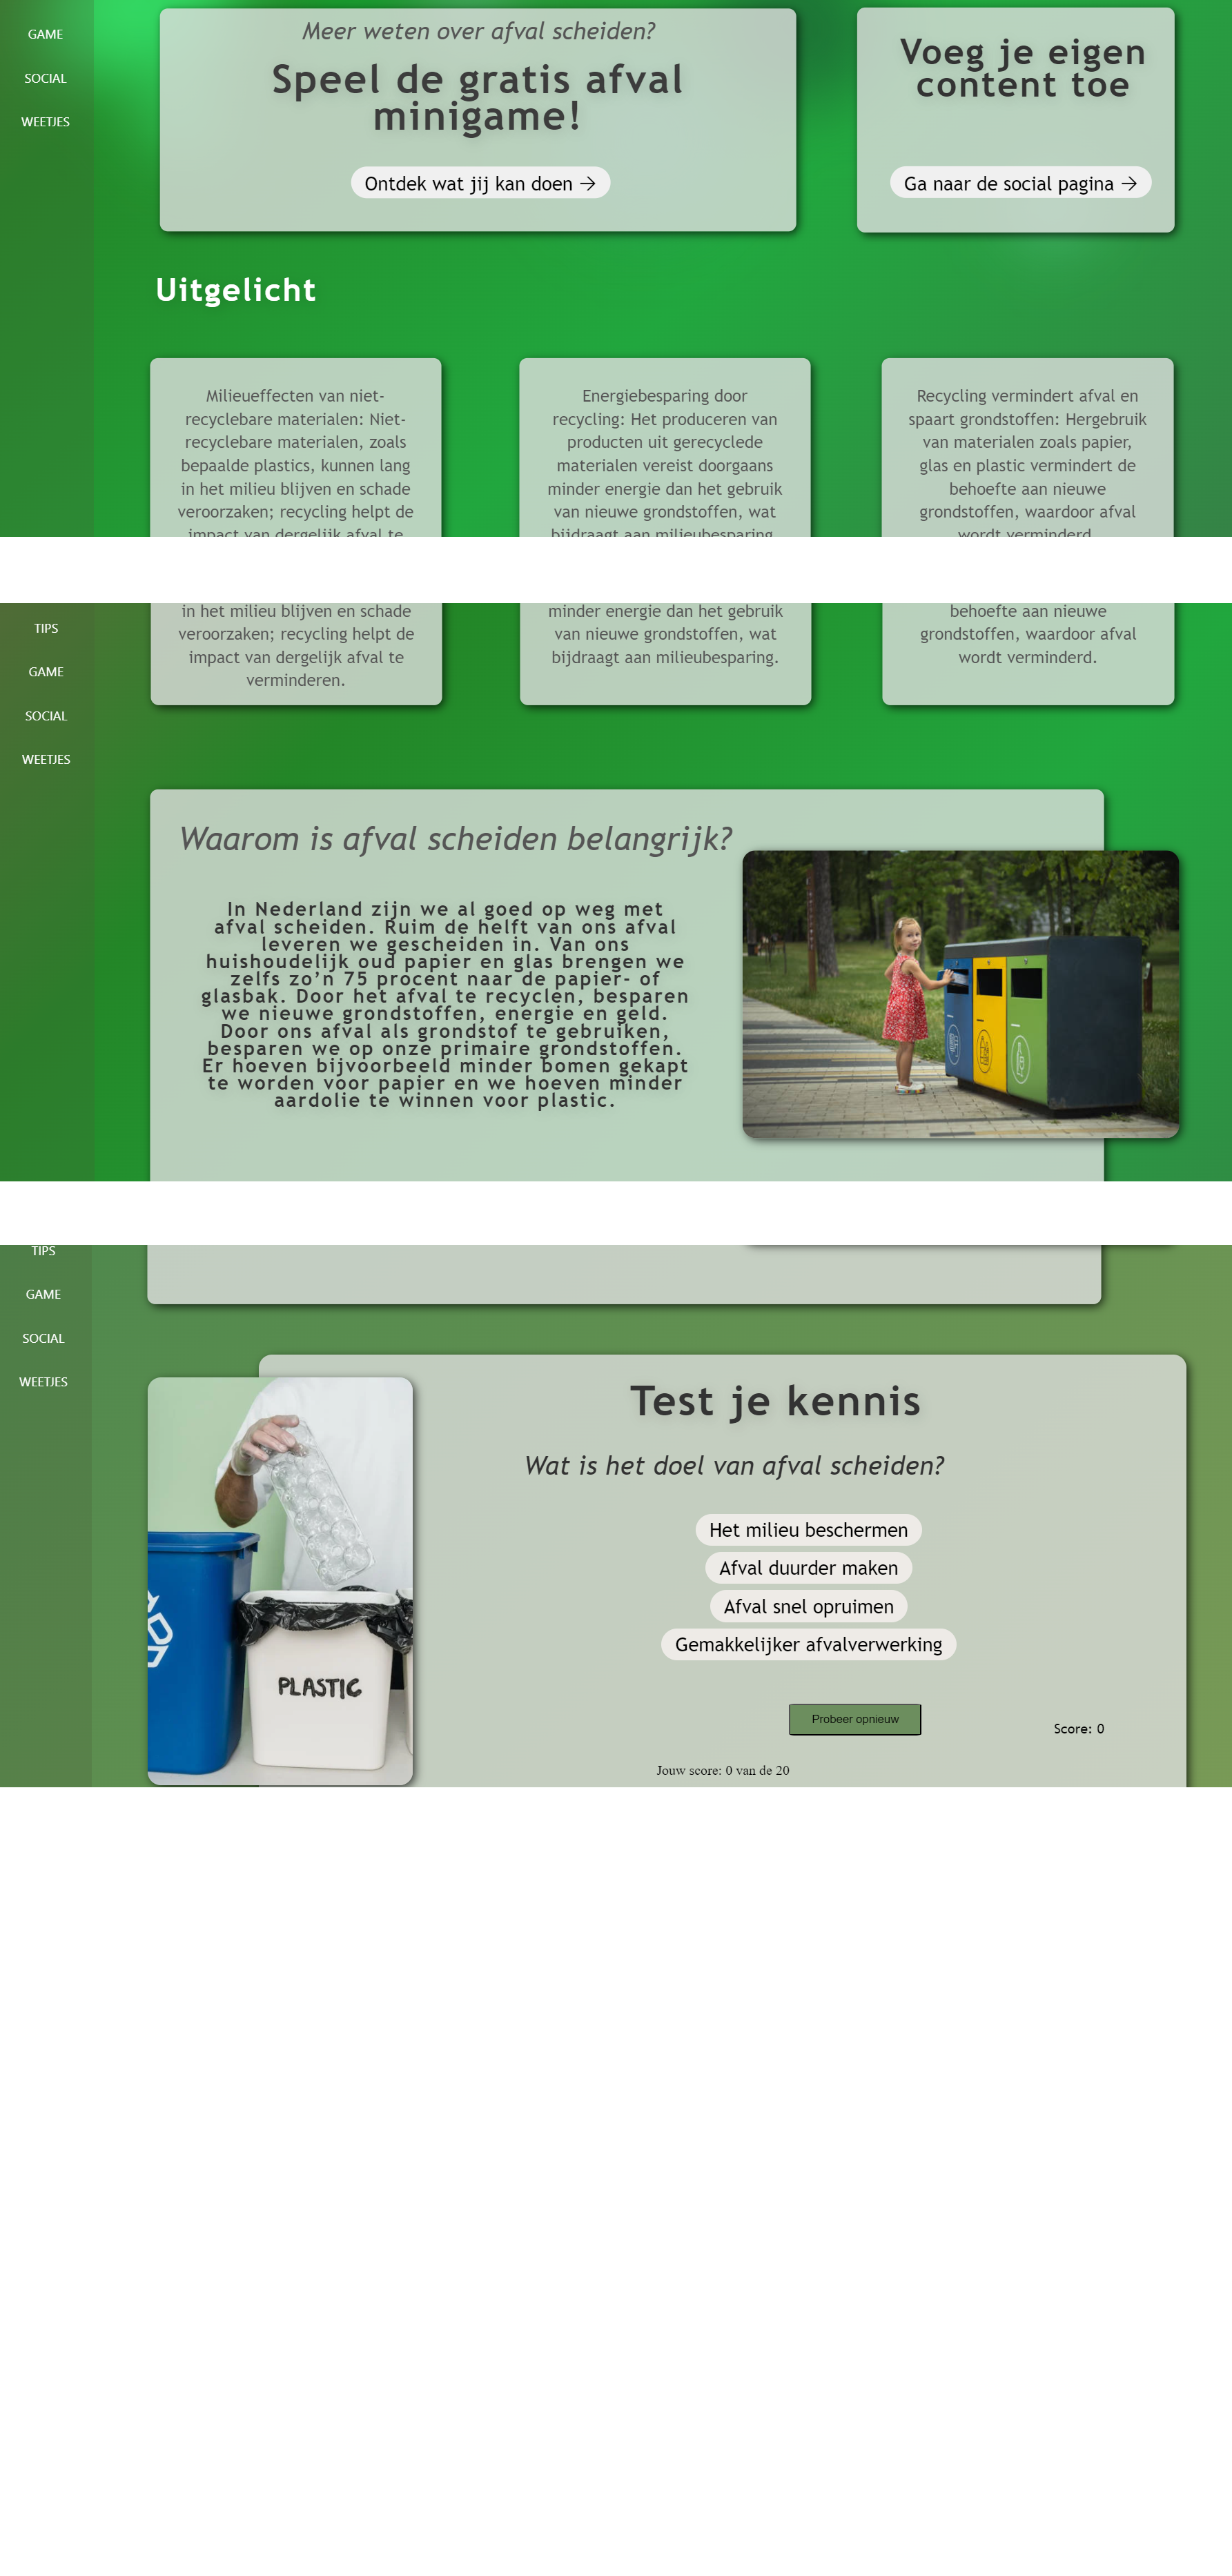 GAME
SOCIAL
WEETJES
Meer weten over afval scheiden?
Speel de gratis afval
minigame!
Ontdek wat jij kan doen →
Voeg je eigen
content toe
Ga naar de social pagina →
Uitgelicht
Milieueffecten van niet-
recyclebare materialen: Niet-
recyclebare materialen, zoals
bepaalde plastics, kunnen lang
in het milieu blijven en schade
veroorzaken; recycling helpt de
impact van dergelijk afval te
Energiebesparing door
recycling: Het produceren van
producten uit gerecyclede
materialen vereist doorgaans
minder energie dan het gebruik
van nieuwe grondstoffen, wat
bijdraagt aan milieubesparing.
Recycling vermindert afval en
spaart grondstoffen: Hergebruik
van materialen zoals papier,
glas en plastic vermindert de
behoefte aan nieuwe
grondstoffen, waardoor afval
wordt verminderd.
TIPS
GAME
SOCIAL
WEETJES
in het milieu blijven en schade
veroorzaken; recycling helpt de
impact van dergelijk afval te
verminderen.
minder energie dan het gebruik
van nieuwe grondstoffen, wat
bijdraagt aan milieubesparing.
behoefte aan nieuwe
grondstoffen, waardoor afval
wordt verminderd.
Waarom is afval scheiden belangrijk?
In Nederland zijn we al goed op weg met
afval scheiden. Ruim de helft van ons afval
leveren we gescheiden in. Van ons
huishoudelijk oud papier en glas brengen we
zelfs zo’n 75 procent naar de papier- of
glasbak. Door het afval te recyclen, besparen
we nieuwe grondstoffen, energie en geld.
Door ons afval als grondstof te gebruiken,
besparen we op onze primaire grondstoffen.
Er hoeven bijvoorbeeld minder bomen gekapt
te worden voor papier en we hoeven minder
aardolie te winnen voor plastic.
TIPS
GAME
SOCIAL
WEETJES
PLASTIC
Test je kennis
Wat is het doel van afval scheiden?
Het milieu beschermen
Afval duurder maken
Afval snel opruimen
Gemakkelijker afvalverwerking
Probeer opnieuw
Score: 0
Jouw score: 0 van de 20